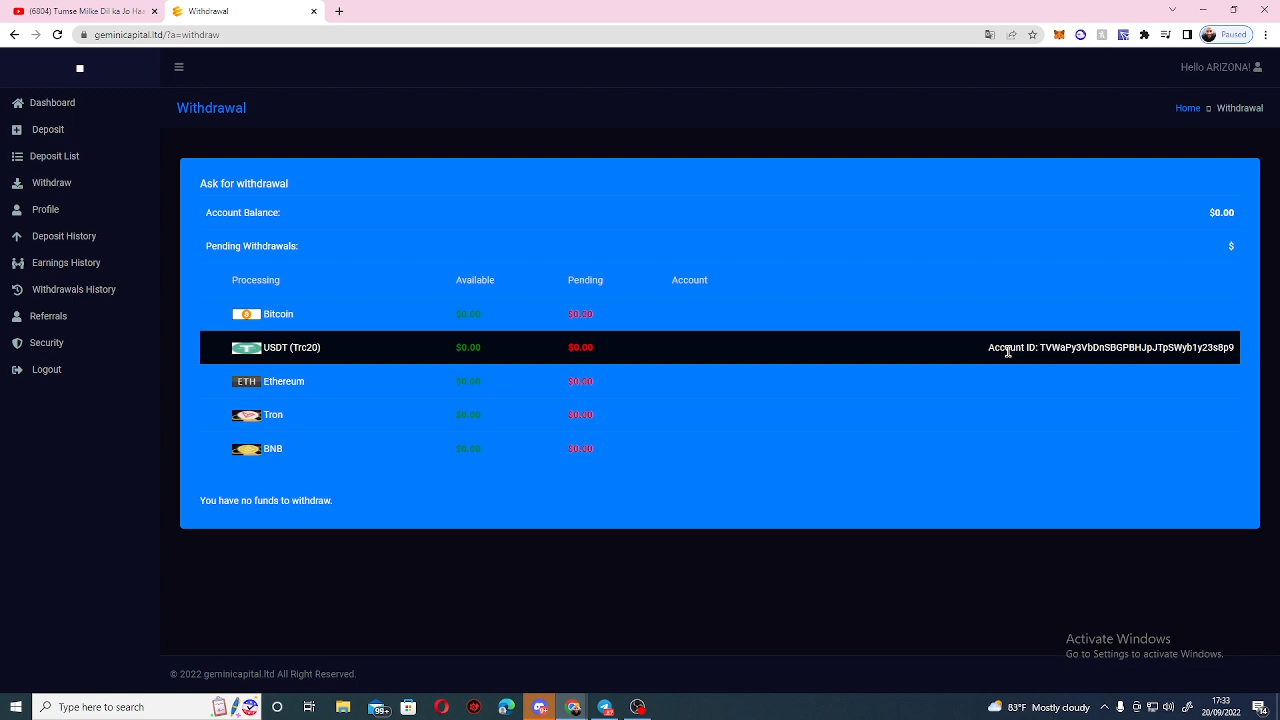 (6804) Tumse Mile Dil ka Jo Haa
Withdrawal
geminicapital.ltd/?a=withdraw
Paused
Hello ARIZONA!
Withdrawal
Home
Withdrawal
Dashboard
Deposit
Deposit List
Withdraw
Profile
Deposit History
Earnings History
Withdrawals History
Referrals
Security
Logout
Ask for withdrawal
Account Balance: $0.00
Pending Withdrawals: $
Processing Available Pending Account
Bitcoin $0.00 $0.00
USDT (Trc20) $0.00 $0.00 Account ID: TVWaPy3VbDnSBGPBHJpJTpSWyb1y23s8p9
ETH Ethereum $0.00 $0.00
Tron $0.00 $0.00
BNB $0.00 $0.00
You have no funds to withdraw.
Activate Windows
Go to Settings to activate Windows.
© 2022 geminicapital.ltd All Right Reserved.
Type here to search
99+
83°F Mostly cloudy
17:33
20/09/2022